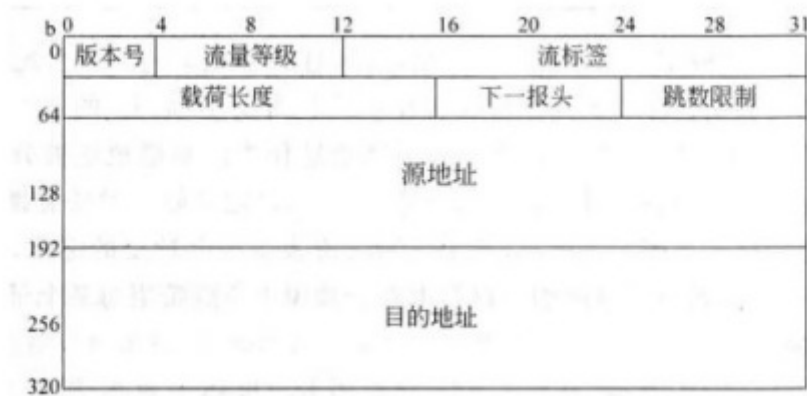 b 0 4 8 12 16 20 24 28 31
0 版本号 流量等级 流标签
载荷长度 下一报头 跳数限制
64
源地址
128
192
256 目的地址
320